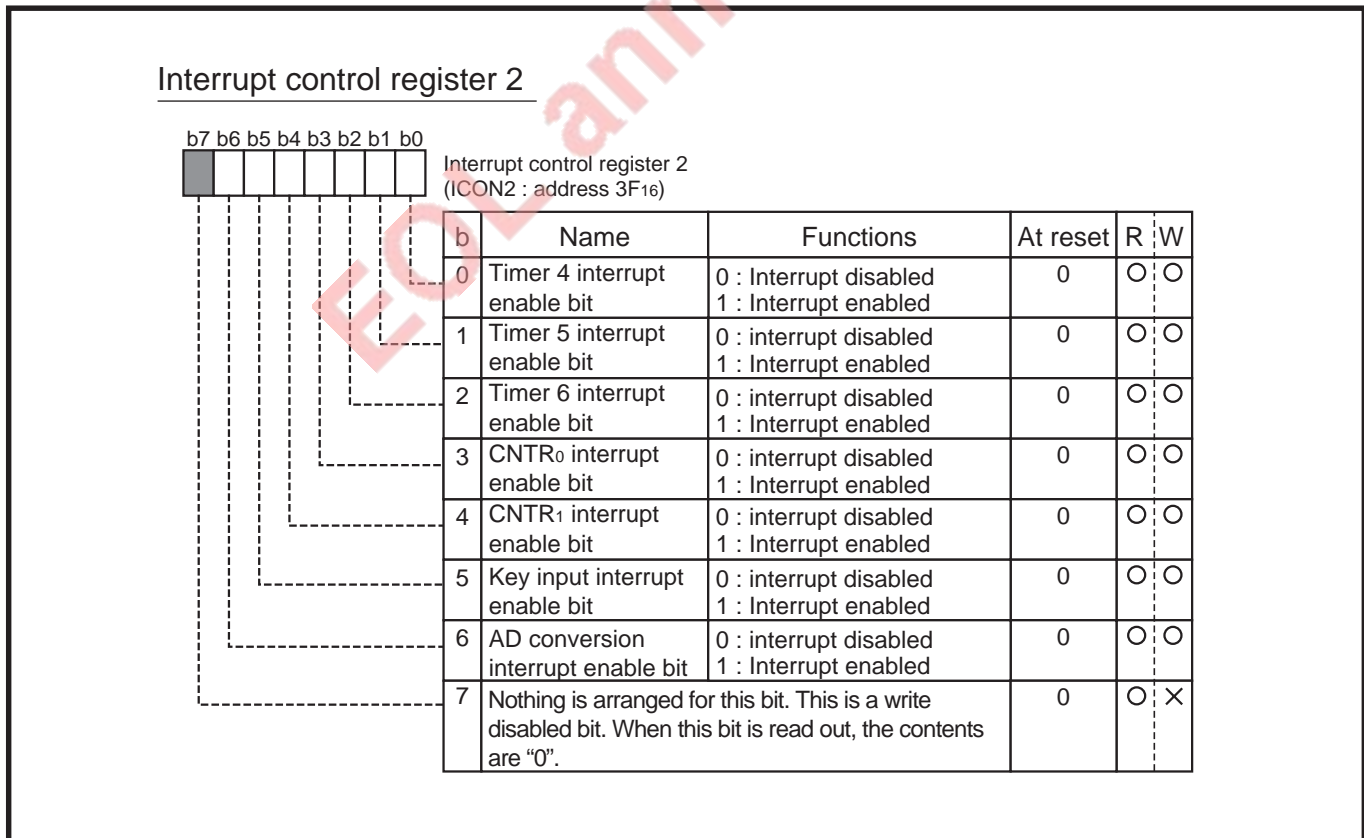 Interrupt control register 2
b7 b6 b5 b4 b3 b2 b1 b0
Interrupt control register 2
(ICON2 : address 3F16)
b Name Functions At reset R W
0 Timer 4 interrupt enable bit 0 : Interrupt disabled 0 O O
1 : Interrupt enabled
1 Timer 5 interrupt enable bit 0 : interrupt disabled 0 O O
1 : Interrupt enabled
2 Timer 6 interrupt enable bit 0 : interrupt disabled 0 O O
1 : Interrupt enabled
3 CNTR0 interrupt enable bit 0 : interrupt disabled 0 O O
1 : Interrupt enabled
4 CNTR1 interrupt enable bit 0 : interrupt disabled 0 O O
1 : Interrupt enabled
5 Key input interrupt enable bit 0 : interrupt disabled 0 O O
1 : Interrupt enabled
6 AD conversion interrupt enable bit 0 : interrupt disabled 0 O O
1 : Interrupt enabled
7 Nothing is arranged for this bit. This is a write 0 O ×
disabled bit. When this bit is read out, the contents
are “0”.
EOL ann